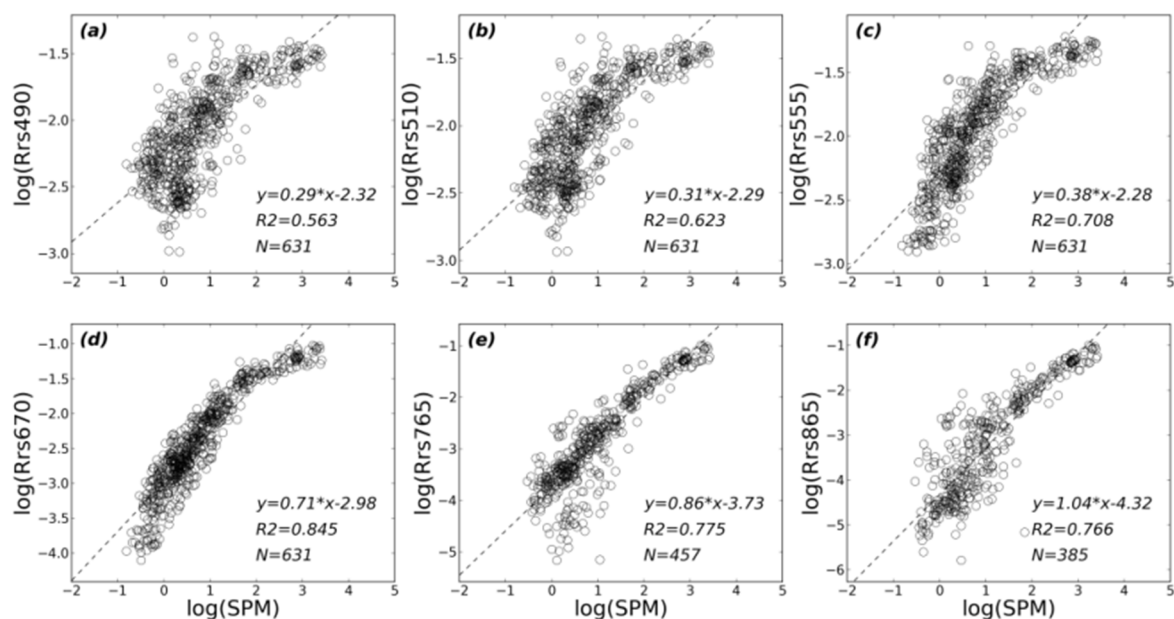 (a)
log(Rrs490)
−1.5
−2.0
−2.5
−3.0
y=0.29*x-2.32
R2=0.563
N=631
−2 −1 0 1 2 3 4 5
(b)
log(Rrs510)
−1.5
−2.0
−2.5
−3.0
y=0.31*x-2.29
R2=0.623
N=631
−2 −1 0 1 2 3 4 5
(c)
log(Rrs555)
−1.5
−2.0
−2.5
−3.0
y=0.38*x-2.28
R2=0.708
N=631
−2 −1 0 1 2 3 4 5
(d)
log(Rrs670)
−1.0
−1.5
−2.0
−2.5
−3.0
−3.5
−4.0
y=0.71*x-2.98
R2=0.845
N=631
−2 −1 0 1 2 3 4 5
log(SPM)
(e)
log(Rrs765)
−1
−2
−3
−4
−5
y=0.86*x-3.73
R2=0.775
N=457
−2 −1 0 1 2 3 4 5
log(SPM)
(f)
log(Rrs865)
−1
−2
−3
−4
−5
−6
y=1.04*x-4.32
R2=0.766
N=385
−2 −1 0 1 2 3 4 5
log(SPM)